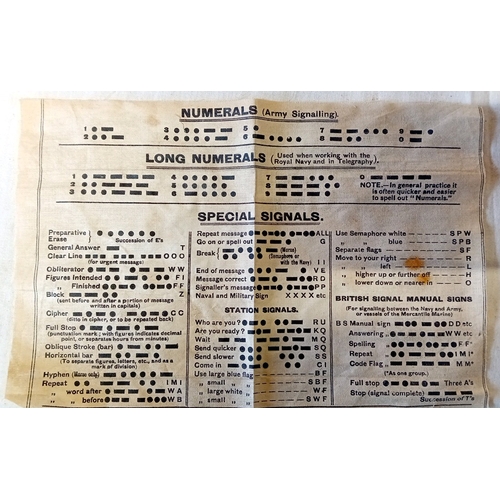 NUMERALS (Army Signalling).
1 2 3 4 5 6 7 8 9 0
LONG NUMERALS (Used when working with the Royal Navy and in Telegraphy).
1 2 3 4 5 6 7 8 9 0
NOTE.—In general practice it
is often quicker and easier
to spell out "Numerals."
SPECIAL SIGNALS.
Preparative
Erase
Succession of E's
General Answer T
Clear Line OOO
(for urgent message)
Obliterator WW
Figures Intended FI
„ Finished FF
Block Z
(sent before and after a portion of message
written in capitals)
Cipher CC
(ditto in cipher, or to be repeated back)
Full Stop
(punctuation mark; with figures indicates decimal
point, or separates hours from minutes)
Oblique Stroke (bar)
Horizontal bar
(To separate figures, letters, etc., and as a
mark of division)
Hyphen (Morse only)
Repeat IMI
„ word after WA
„ „ before WB
Repeat message ALL
Go on or spell out G
Break (Morse)
(Semaphore or
with the Navy) II
End of message VE
Message correct RD
Signaller's message PP
Naval and Military Sign XXXX etc
STATION SIGNALS.
Who are you? RU
Are you ready? KQ
Wait MQ
Send quicker SQ
Send slower SS
Come in CI
Use large blue flag BF
„ small „ „ SBF
„ large white „ WF
„ small „ „ SWF
Use Semaphore white SPW
„ „ blue SPB
Separate flags SF
Move to your right R
„ „ left L
„ higher up or further off H
„ lower down or nearer in O
BRITISH SIGNAL MANUAL SIGNS
(For signalling between the Navy and Army,
or vessels of the Mercantile Marine)
BS Manual sign DD etc
Answering WW etc
Spelling FF*
Repeat IMI*
Code Flag MM*
(*As one group.)
Full stop Three A's
Stop (signal complete)
Succession of T's